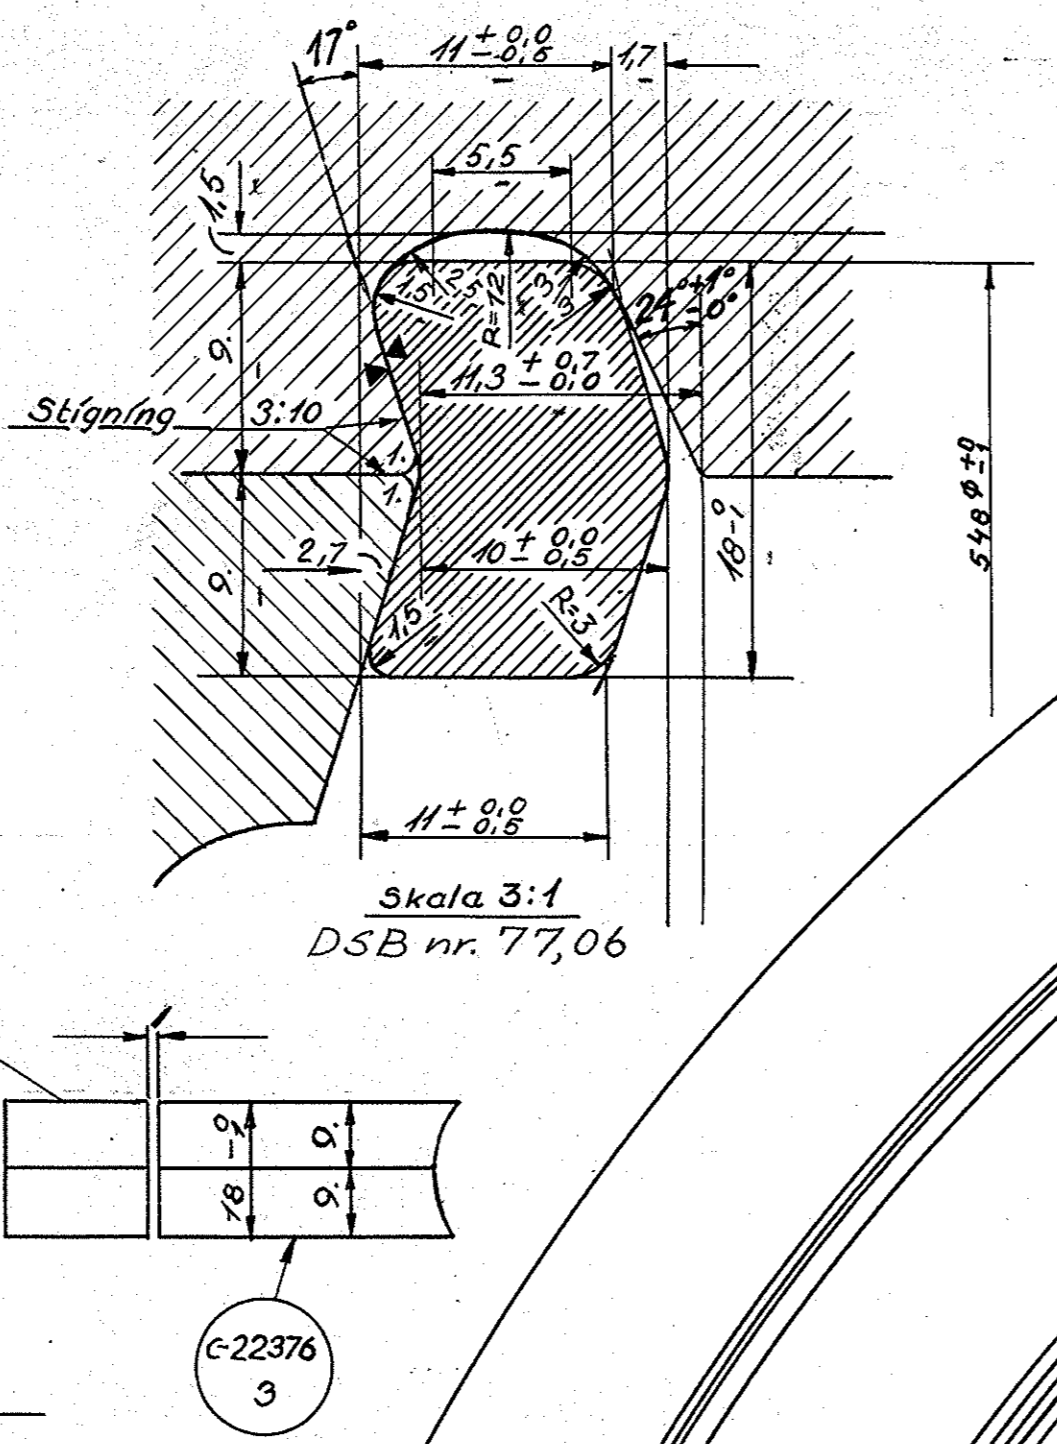 17°
11 + 0,0 - 0,5
1,7
5,5
1,5
1,5
2,5
R=12
3
3
24° +1° -0°
9.
11,3 + 0,7 - 0,0
Stigning 3:10
1.
1.
548 ⌀ +0 -1
18 -0 1
2,7
10 + 0,0 - 0,5
9.
1,5
R=3
11 + 0,0 - 0,5
Skala 3:1
DSB nr. 77,06
18 -0 1
9.
9.
C-22376
3